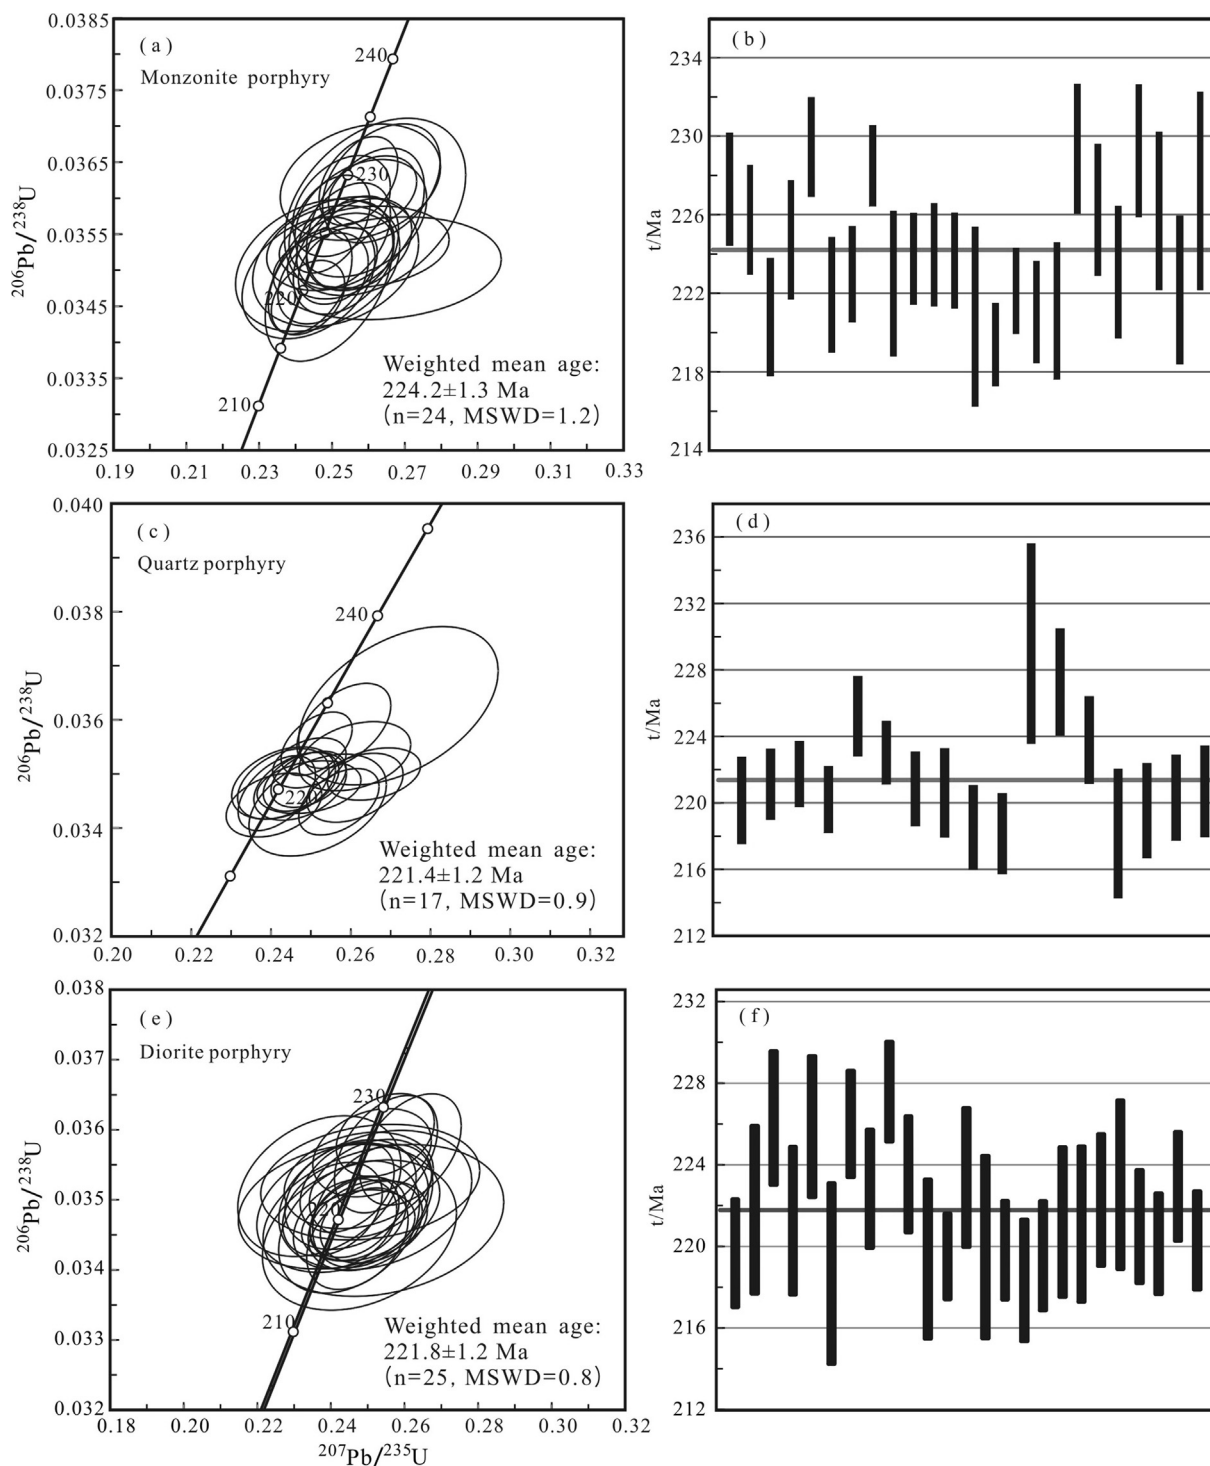 (a)
Monzonite porphyry
0.0385
0.0375
0.0365
0.0355
0.0345
0.0335
0.0325
206Pb/238U
240
230
220
210
Weighted mean age:
224.2±1.3 Ma
(n=24, MSWD=1.2)
0.19 0.21 0.23 0.25 0.27 0.29 0.31 0.33
(b)
234
230
226
222
218
214
t/Ma
(c)
Quartz porphyry
0.040
0.038
0.036
0.034
0.032
206Pb/238U
240
220
Weighted mean age:
221.4±1.2 Ma
(n=17, MSWD=0.9)
0.20 0.22 0.24 0.26 0.28 0.30 0.32
(d)
236
232
228
224
220
216
212
t/Ma
(e)
Diorite porphyry
0.038
0.037
0.036
0.035
0.034
0.033
0.032
206Pb/238U
230
220
210
Weighted mean age:
221.8±1.2 Ma
(n=25, MSWD=0.8)
0.18 0.20 0.22 0.24 0.26 0.28 0.30 0.32
207Pb/235U
(f)
232
228
224
220
216
212
t/Ma